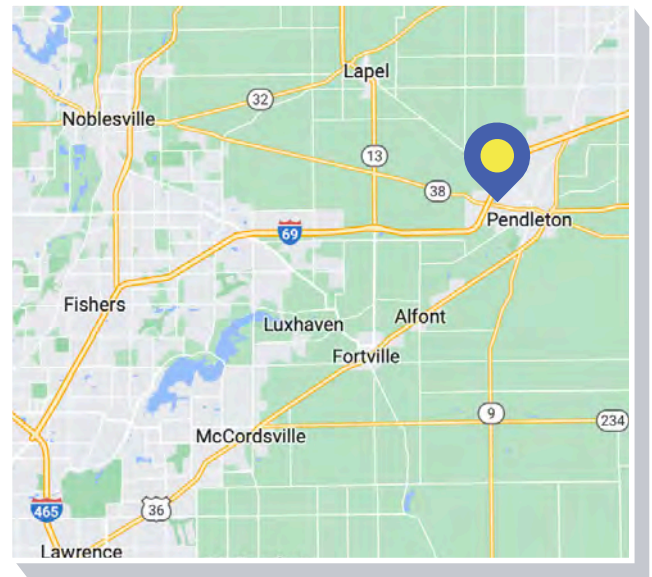 Lapel
32
Noblesville
13
38
Pendleton
69
Fishers
Luxhaven
Alfont
Fortville
9
234
McCordsville
465
36
Lawrence